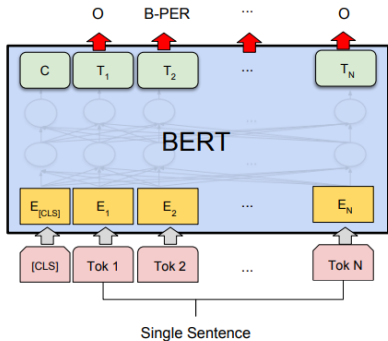 O B-PER ... O
C T1 T2 ... TN
BERT
E[CLS] E1 E2 ... EN
[CLS] Tok 1 Tok 2 ... Tok N
Single Sentence